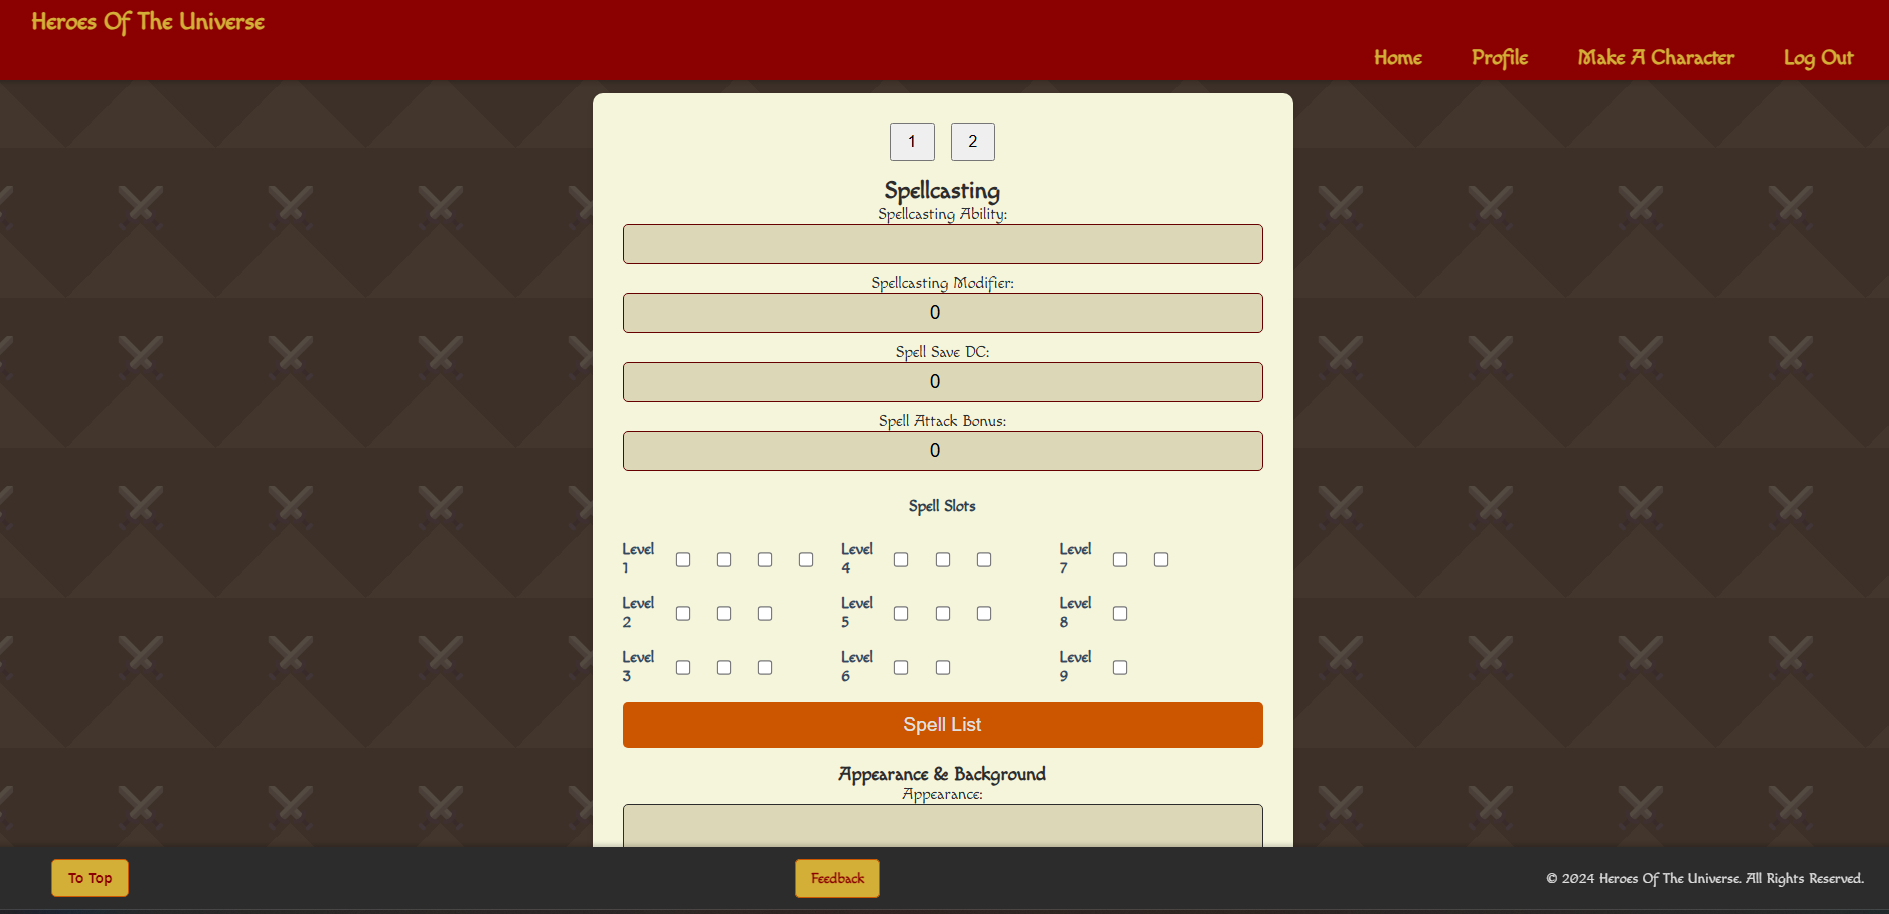 Heroes Of The Universe
Home Profile Make A Character Log Out
1 2
Spellcasting
Spellcasting Ability:
Spellcasting Modifier:
0
Spell Save DC:
0
Spell Attack Bonus:
0
Spell Slots
Level 1
Level 4
Level 7
Level 2
Level 5
Level 8
Level 3
Level 6
Level 9
Spell List
Appearance & Background
Appearance:
To Top
Feedback
© 2024 Heroes Of The Universe. All Rights Reserved.